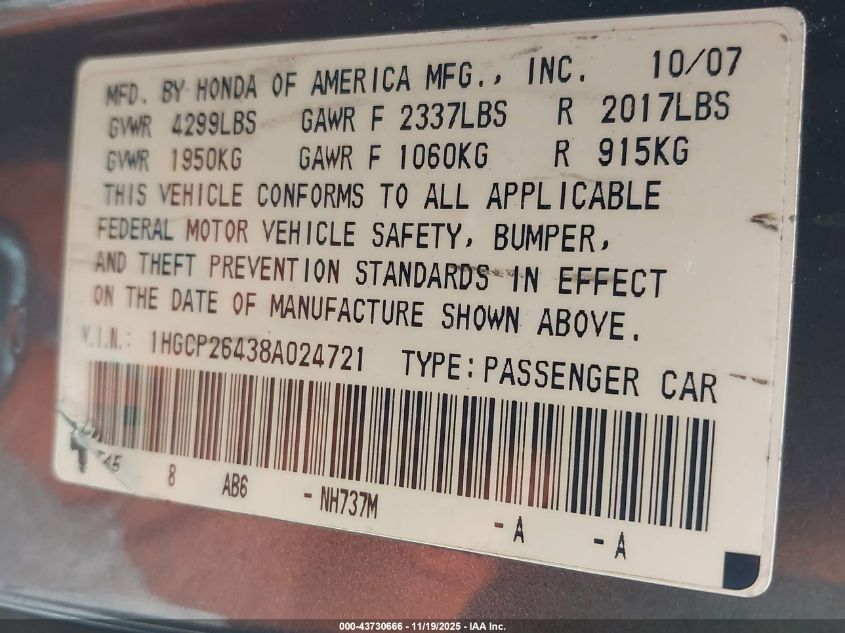 MFD. BY HONDA OF AMERICA MFG., INC. 10/07
GVWR 4299LBS GAWR F 2337LBS R 2017LBS
GVWR 1950KG GAWR F 1060KG R 915KG
THIS VEHICLE CONFORMS TO ALL APPLICABLE
FEDERAL MOTOR VEHICLE SAFETY, BUMPER,
AND THEFT PREVENTION STANDARDS IN EFFECT
ON THE DATE OF MANUFACTURE SHOWN ABOVE.
V.I.N.: 1HGCP26438A024721 TYPE: PASSENGER CAR
8 AB6 - NH737M - A - A
000-43730666 - 11/19/2025 - IAA Inc.